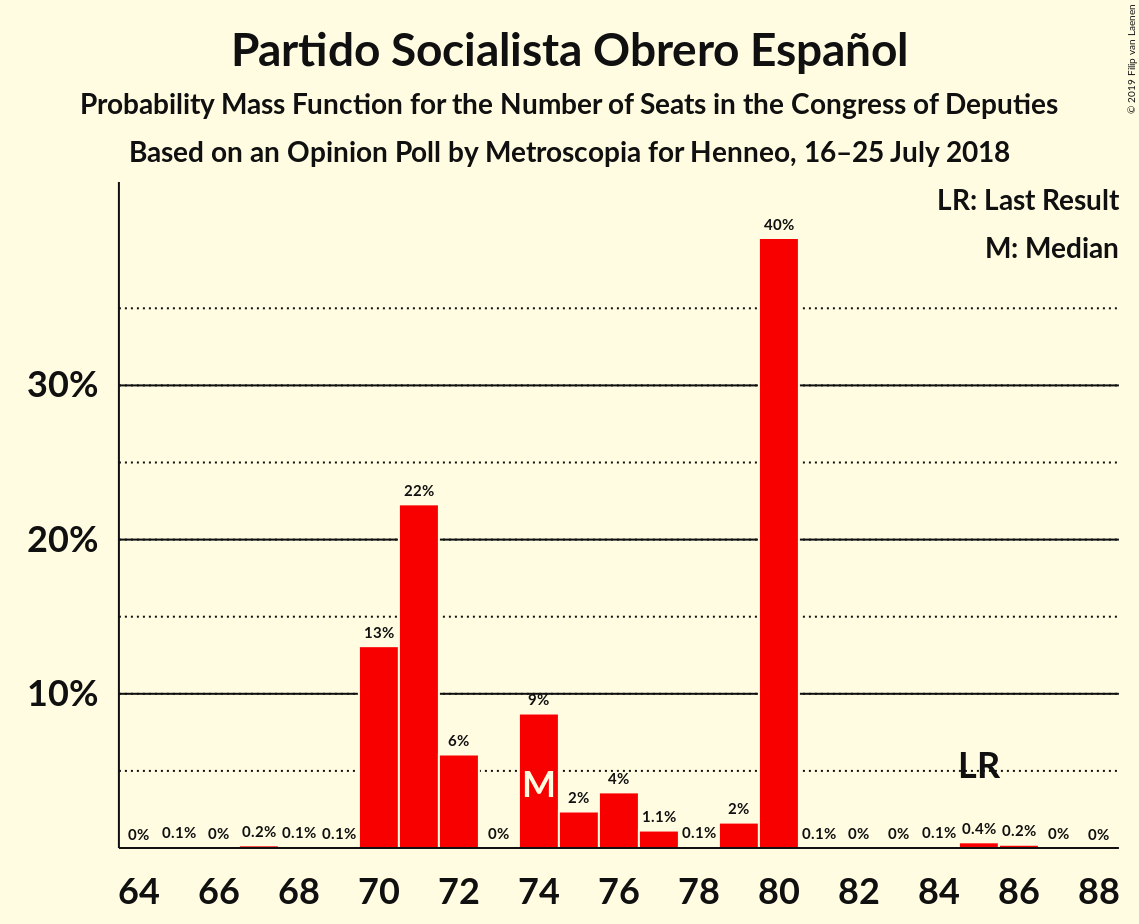 Partido Socialista Obrero Español
Probability Mass Function for the Number of Seats in the Congress of Deputies
Based on an Opinion Poll by Metroscopia for Henneo, 16–25 July 2018
© 2019 Filip van Laenen
LR: Last Result
M: Median
40%
30%
22%
20%
13%
10%
9%
6%
LR
4%
M
2%
1.1%
2%
0% 0.1% 0% 0.2% 0.1% 0.1% 0% 0.1% 0.1% 0% 0% 0.1% 0.4% 0.2% 0% 0%
64 66 68 70 72 74 76 78 80 82 84 86 88